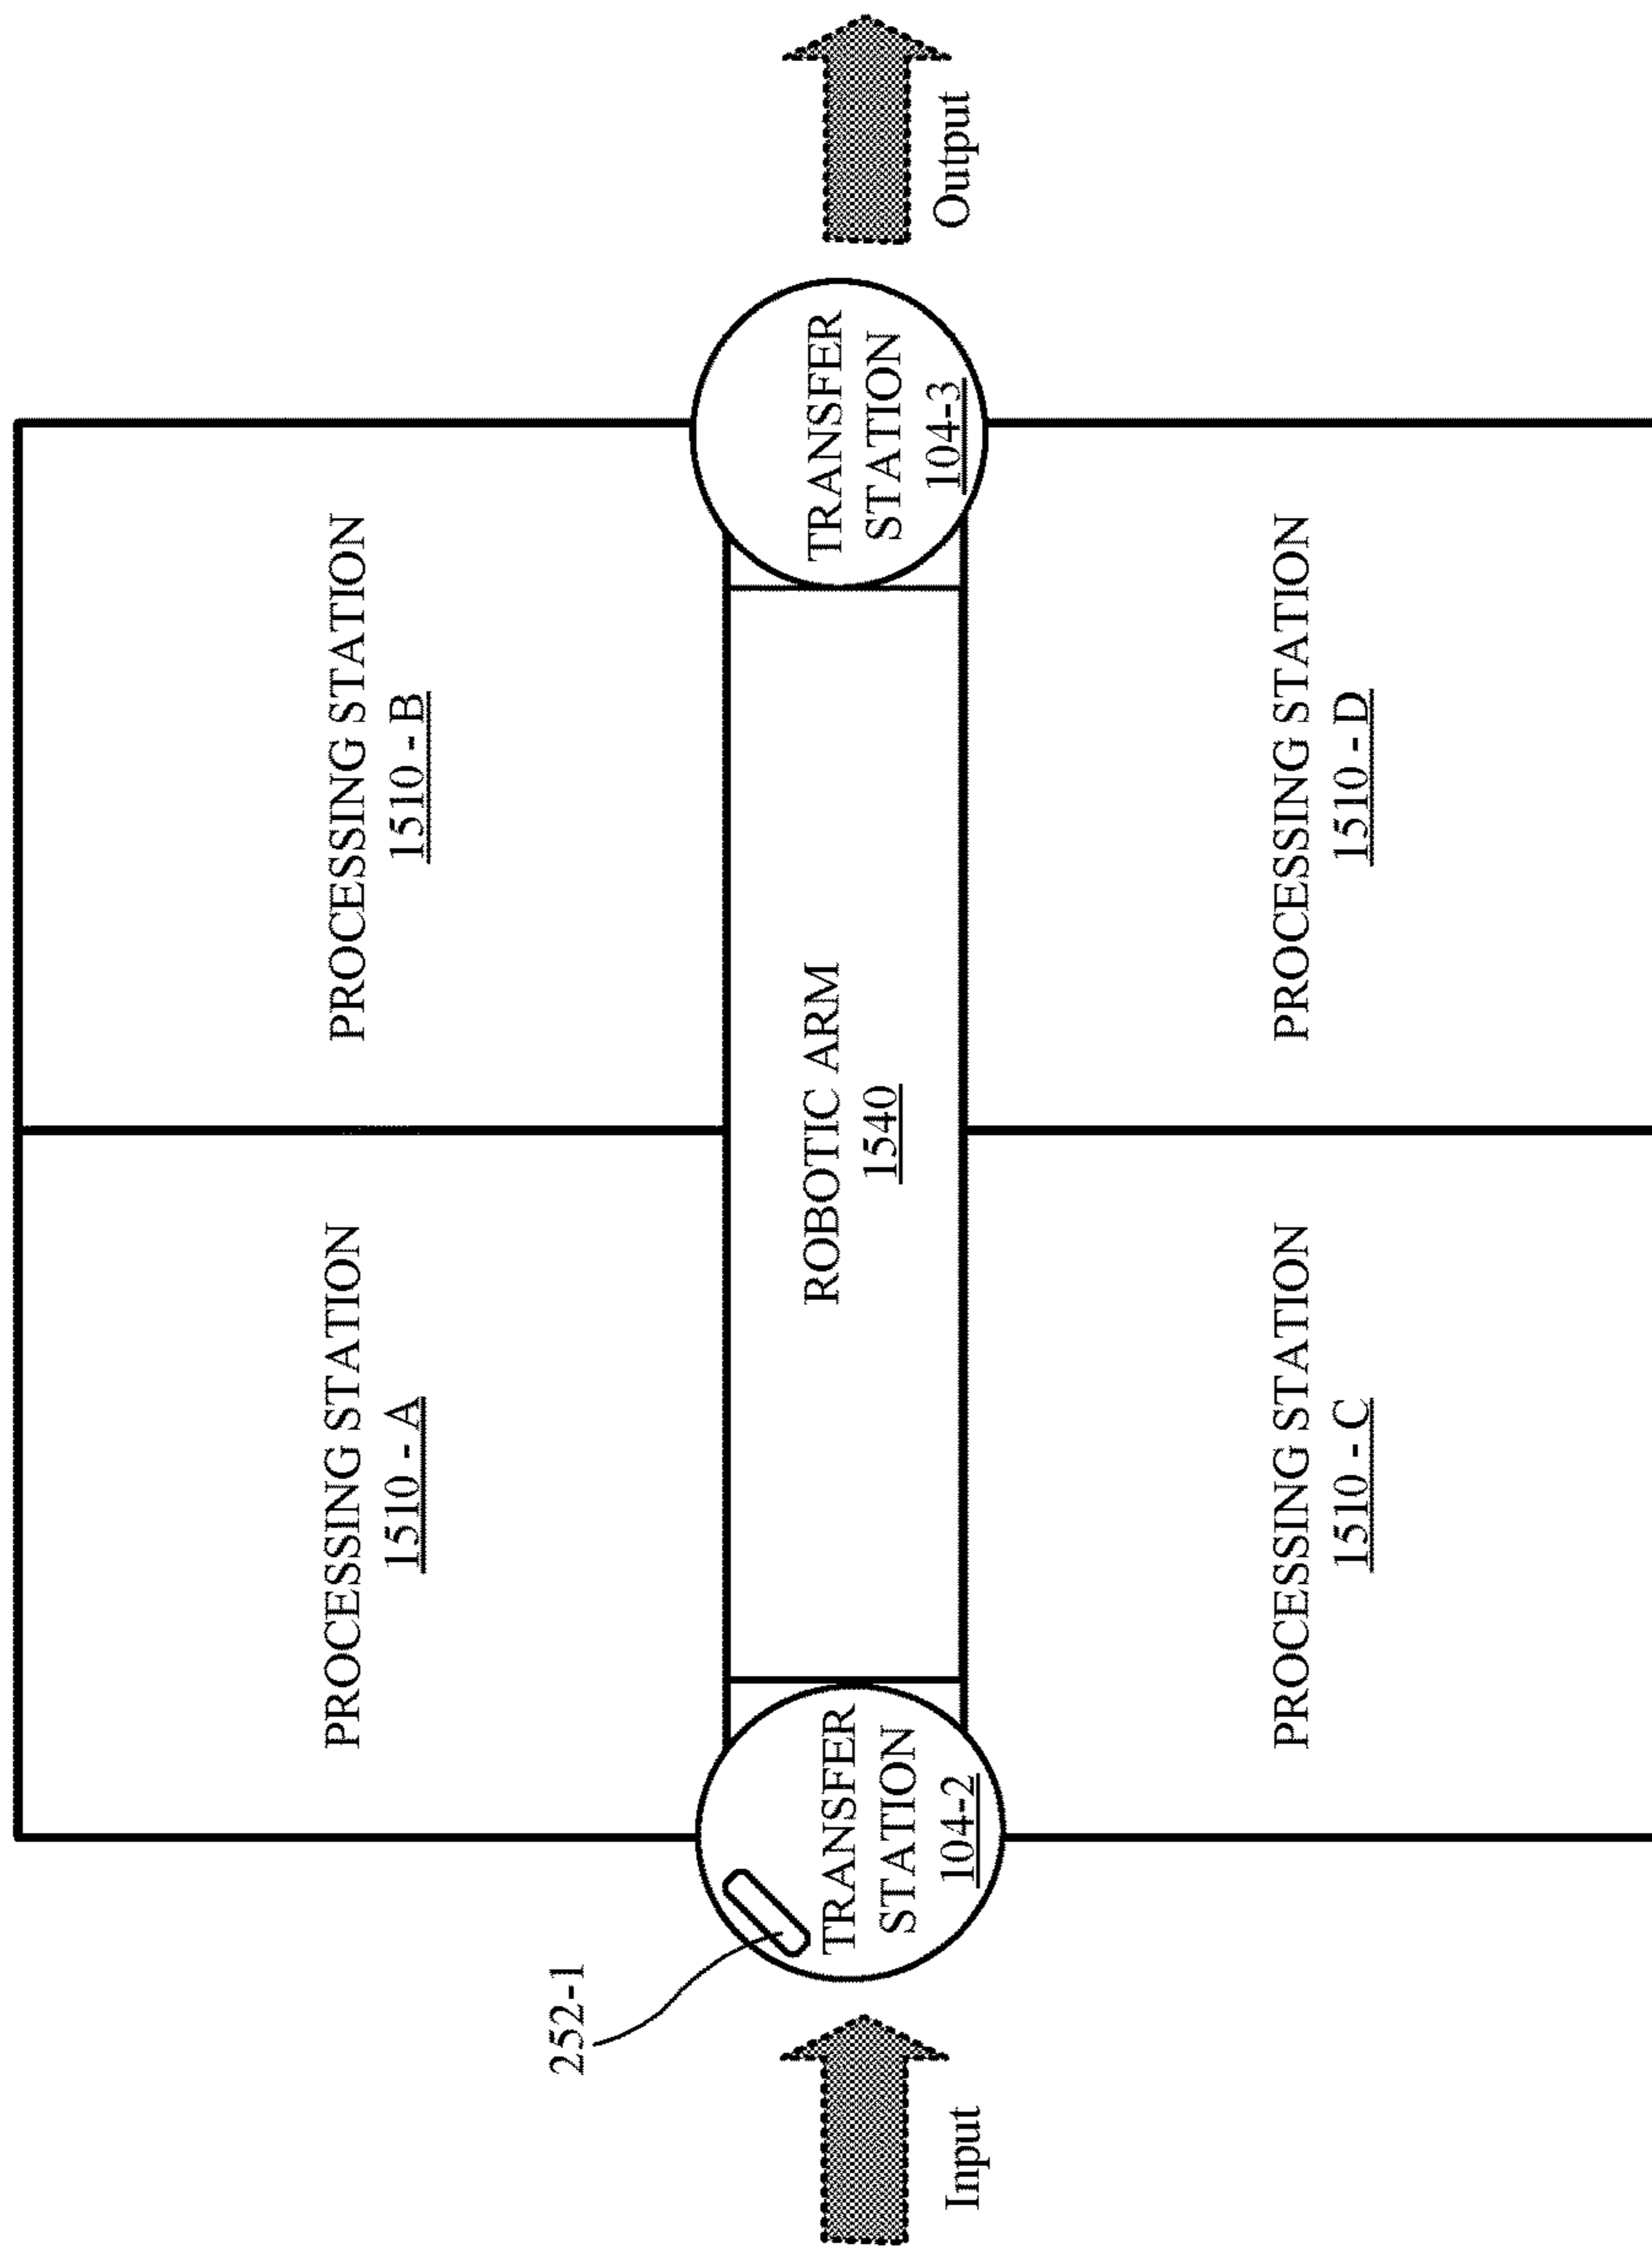 PROCESSING STATION
1510 - A
PROCESSING STATION
1510 - B
252-1
Input
TRANSFER
STATION
104-2
ROBOTIC ARM
1540
TRANSFER
STATION
104-3
Output
PROCESSING STATION
1510 - C
PROCESSING STATION
1510 - D